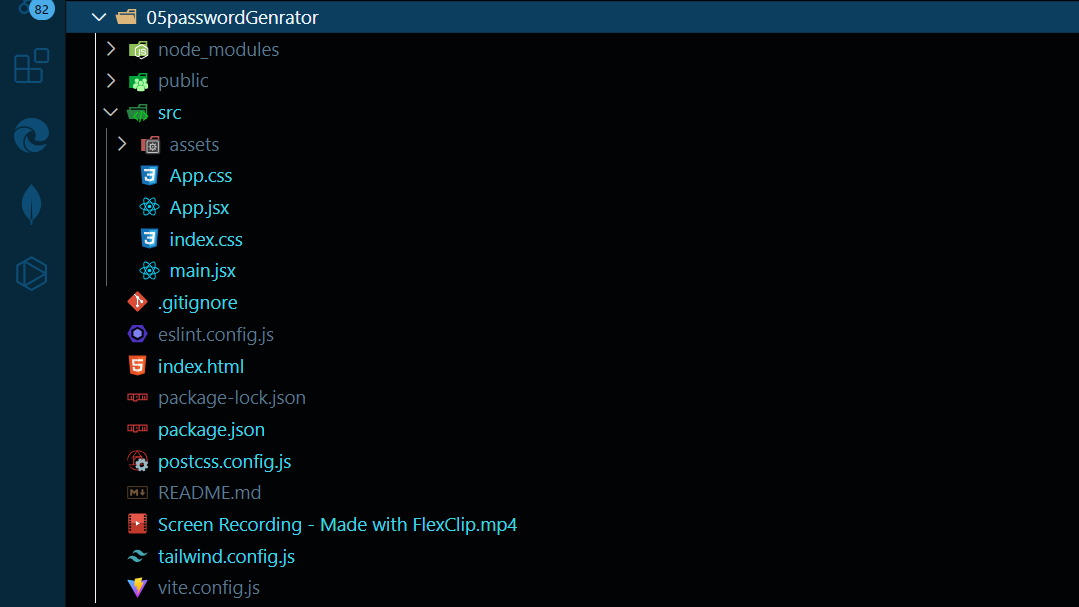 82
05passwordGenrator
node_modules
public
src
assets
App.css
App.jsx
index.css
main.jsx
.gitignore
eslint.config.js
index.html
package-lock.json
package.json
postcss.config.js
README.md
Screen Recording - Made with FlexClip.mp4
tailwind.config.js
vite.config.js